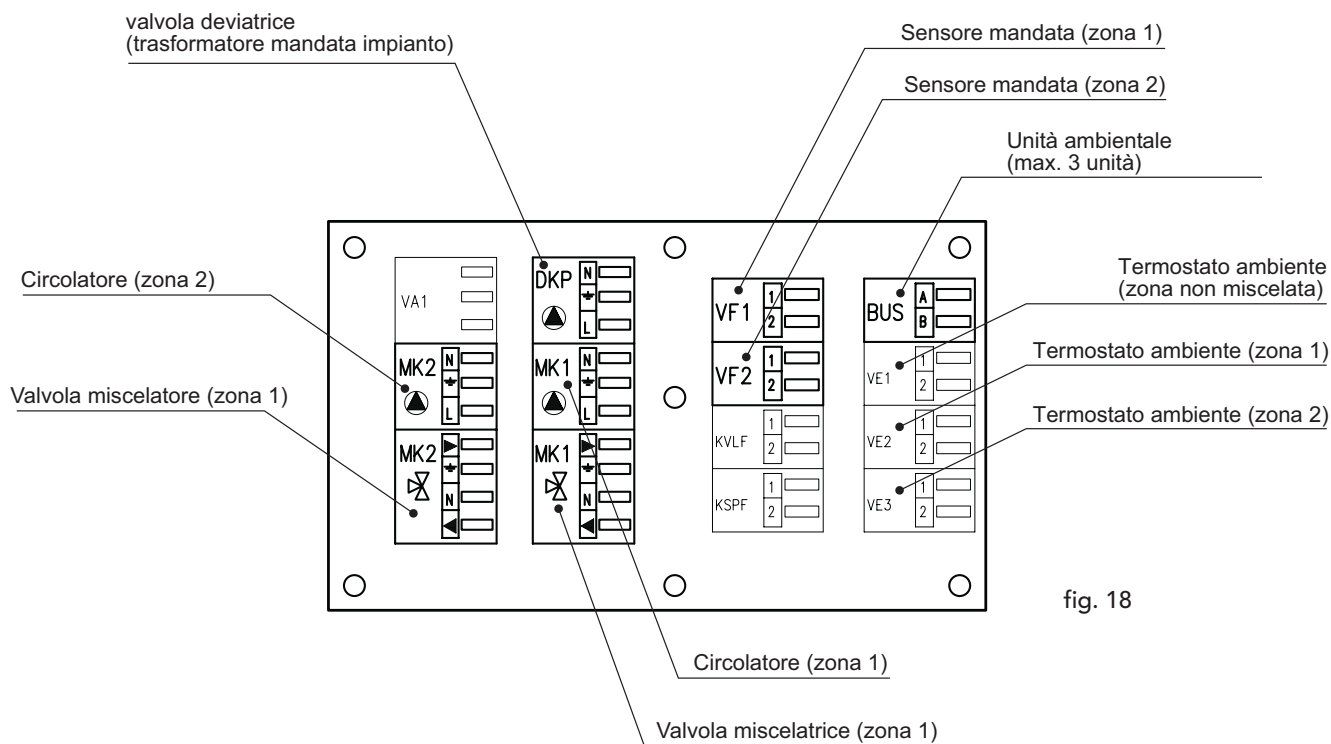 valvola deviatrice
(trasformatore mandata impianto)
Sensore mandata (zona 1)
Sensore mandata (zona 2)
Unità ambientale
(max. 3 unità)
Circolatore (zona 2)
Valvola miscelatore (zona 1)
Termostato ambiente
(zona non miscelata)
Termostato ambiente (zona 1)
Termostato ambiente (zona 2)
VA1
MK2
N
L
MK2
N
DKP
N
L
MK1
N
L
MK1
N
VF1
1
2
VF2
1
2
KVLF
1
2
KSPF
1
2
BUS
A
B
VE1
1
2
VE2
1
2
VE3
1
2
fig. 18
Circolatore (zona 1)
Valvola miscelatrice (zona 1)